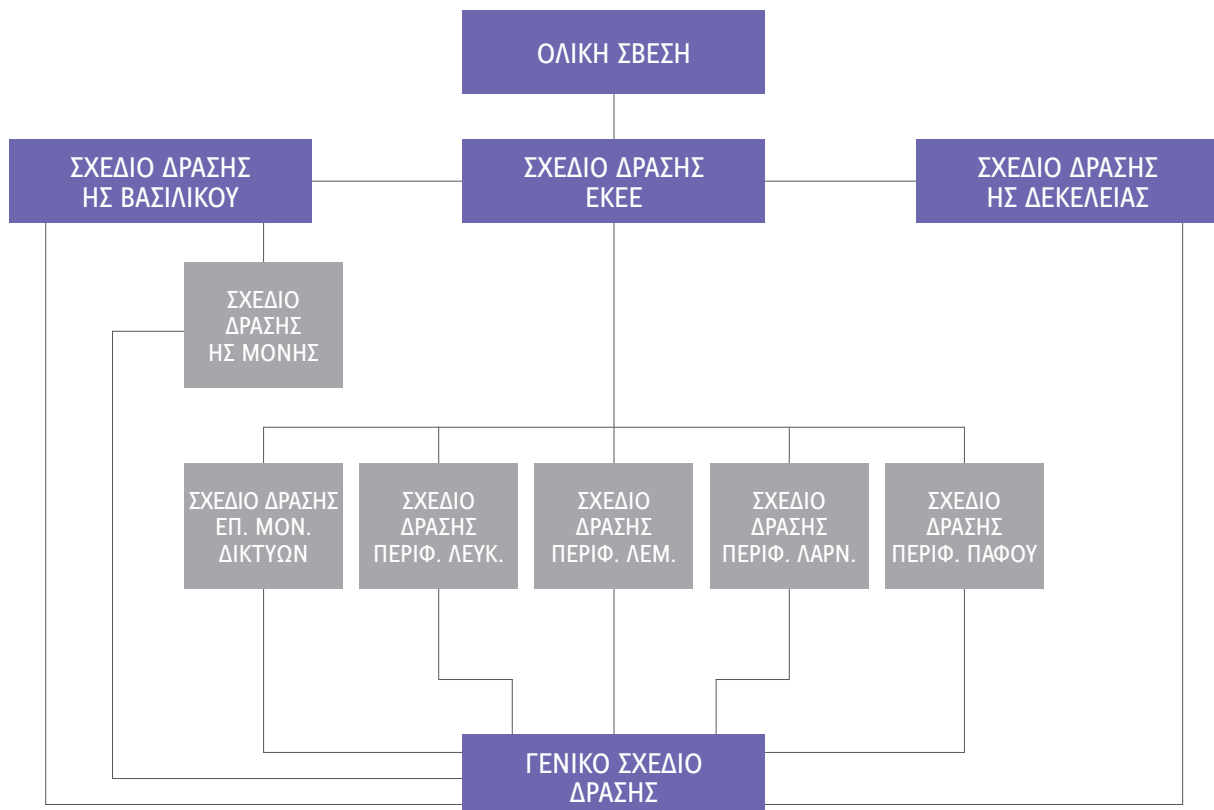 ΟΛΙΚΗ ΣΒΕΣΗ
ΣΧΕΔΙΟ ΔΡΑΣΗΣ
ΗΣ ΒΑΣΙΛΙΚΟΥ
ΣΧΕΔΙΟ ΔΡΑΣΗΣ
ΕΚΕΕ
ΣΧΕΔΙΟ ΔΡΑΣΗΣ
ΗΣ ΔΕΚΕΛΕΙΑΣ
ΣΧΕΔΙΟ
ΔΡΑΣΗΣ
ΗΣ ΜΟΝΗΣ
ΣΧΕΔΙΟ ΔΡΑΣΗΣ
ΕΠ. ΜΟΝ.
ΔΙΚΤΥΩΝ
ΣΧΕΔΙΟ
ΔΡΑΣΗΣ
ΠΕΡΙΦ. ΛΕΥΚ.
ΣΧΕΔΙΟ
ΔΡΑΣΗΣ
ΠΕΡΙΦ. ΛΕΜ.
ΣΧΕΔΙΟ
ΔΡΑΣΗΣ
ΠΕΡΙΦ. ΛΑΡΝ.
ΣΧΕΔΙΟ
ΔΡΑΣΗΣ
ΠΕΡΙΦ. ΠΑΦΟΥ
ΓΕΝΙΚΟ ΣΧΕΔΙΟ
ΔΡΑΣΗΣ